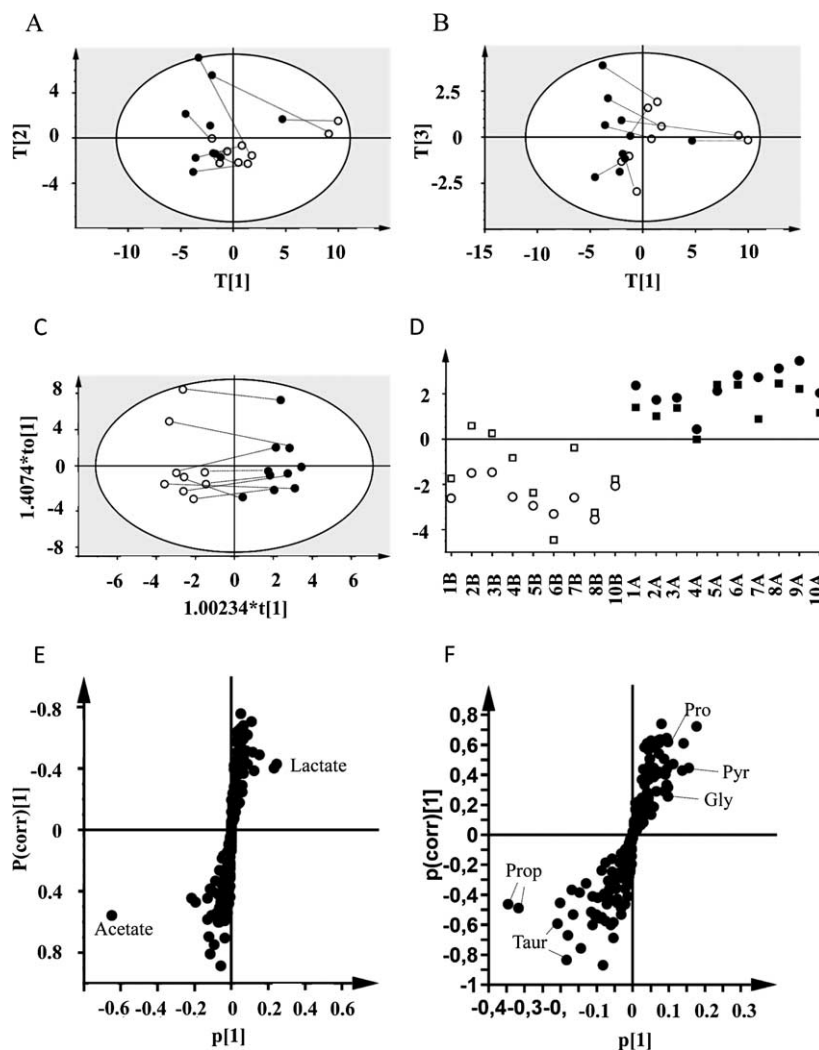 A
B
4
0
-4
T[2]
-10
-5
0
5
10
T[1]
2.5
0
-2.5
T[3]
-15
-10
-5
0
5
10
T[1]
C
D
8
4
0
-4
-8
1.4074*to[1]
-6
-4
-2
0
2
4
6
1.00234*t[1]
2
0
-2
-4
1B
2B
3B
4B
5B
6B
7B
8B
10B
1A
2A
3A
4A
5A
6A
7A
8A
9A
10A
E
F
-0.8
-0.4
0
0.4
0.8
P(corr)[1]
Lactate
Acetate
-0.6
-0.2
0
0.2
0.4
0.6
p[1]
0,8
0,6
0,4
0,2
0
-0.2
-0,4
-0,6
-0,8
-1
p(corr)[1]
Pro
Pyr
Gly
Prop
Taur
-0,4-0,3-0,
-0.1
0
0.1
0.2
0.3
p[1]